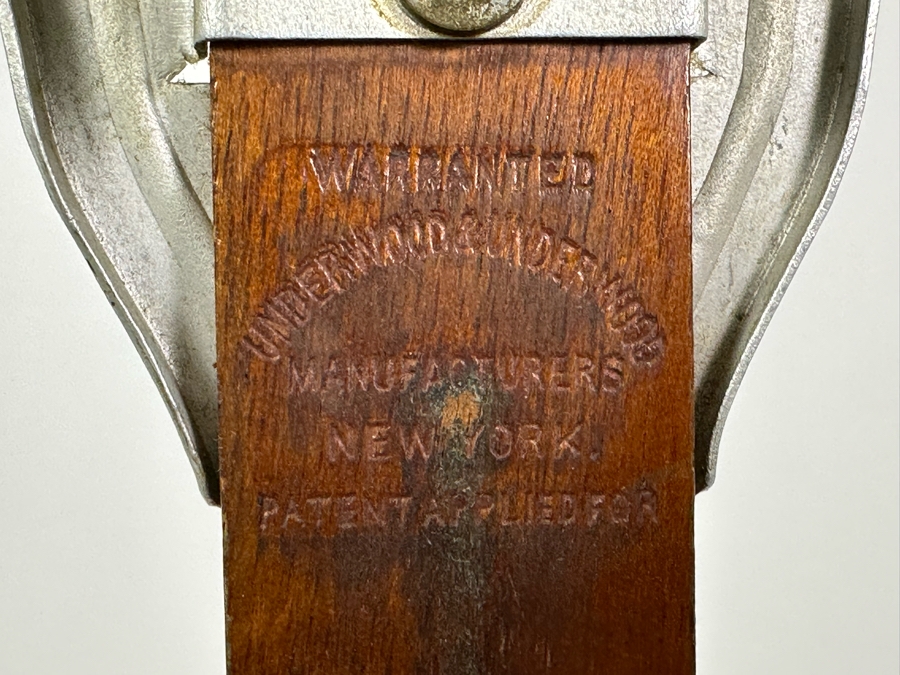 WARRANTED
UNDERWOOD & UNDERWOOD
MANUFACTURERS
NEW YORK.
PATENT APPLIED FOR